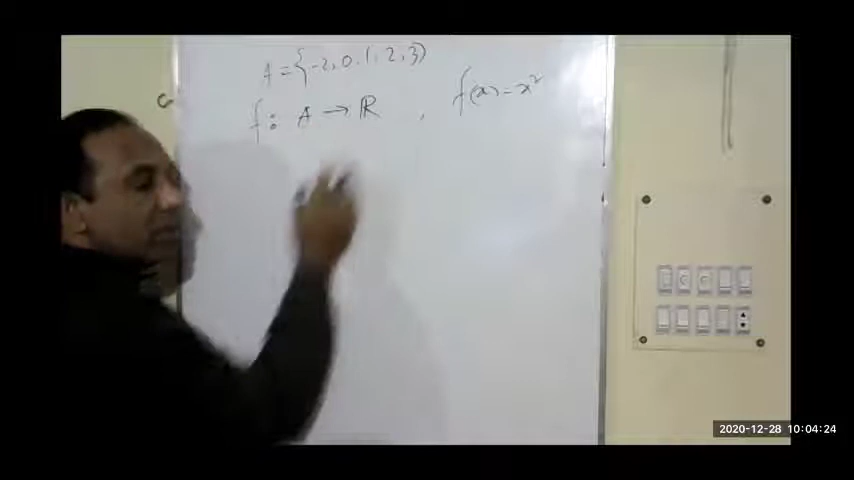 A = {-2, 0, 1, 2, 3}
f: A → ℝ , f(x) = x²
2020-12-28 10:04:24